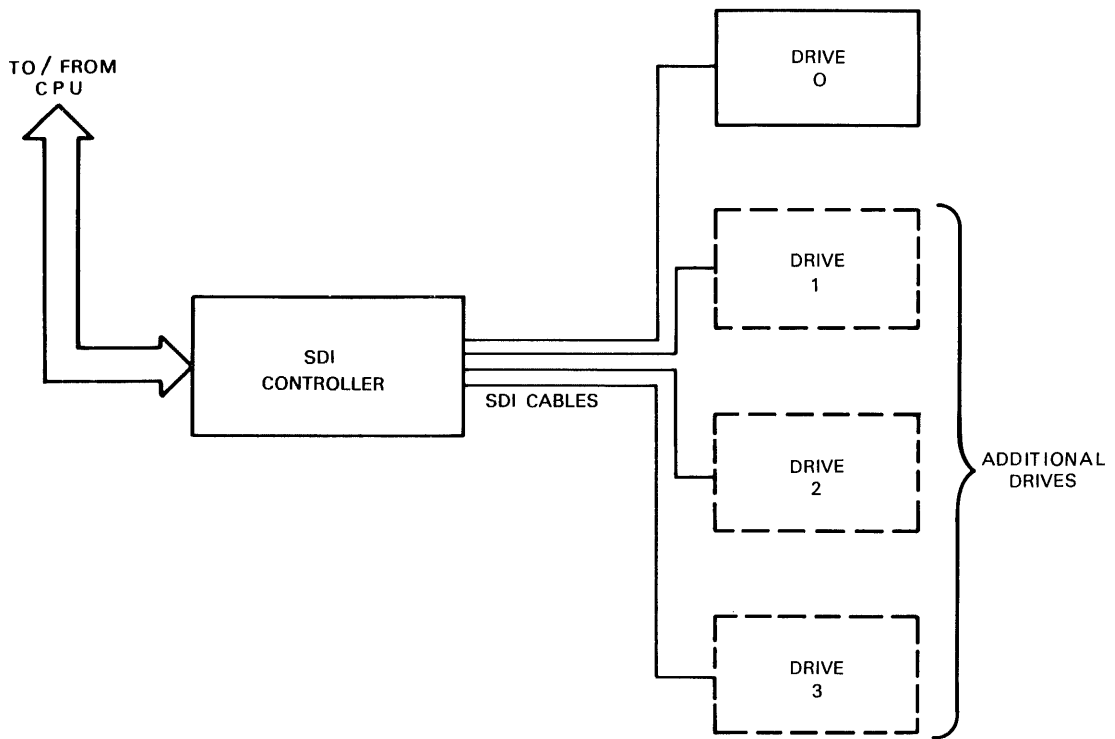 TO/FROM
CPU
DRIVE
0
DRIVE
1
SDI
CONTROLLER
SDI CABLES
DRIVE
2
ADDITIONAL
DRIVES
DRIVE
3